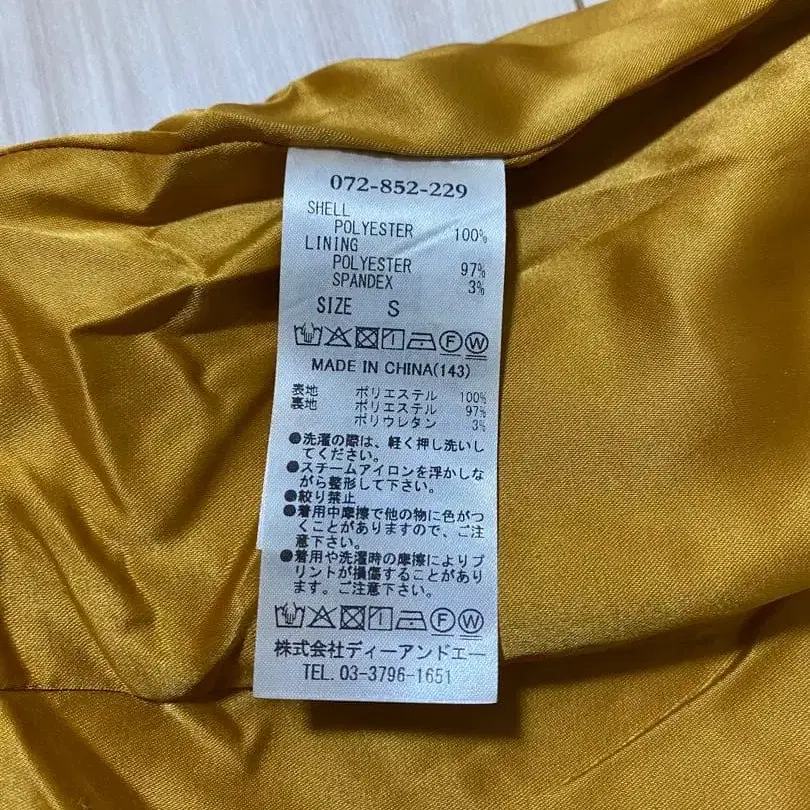 072-852-229
SHELL
POLYESTER 100%
LINING
POLYESTER 97%
SPANDEX 3%
SIZE S
F W
MADE IN CHINA(143)
表地 ポリエステル 100%
裏地 ポリエステル 97%
ポリウレタン 3%
●洗濯の際は、軽く押し洗いし
てください。
●スチームアイロンを浮かしな
がら整形して下さい。
●絞り禁止
●着用中摩擦で他の物に色がつ
くことがありますので、ご注
意下さい。
●着用や洗濯時の摩擦によりプ
リントが損傷することがあり
ます。ご注意下さい。
F W
株式会社ディーアンドエー
TEL. 03-3796-1651